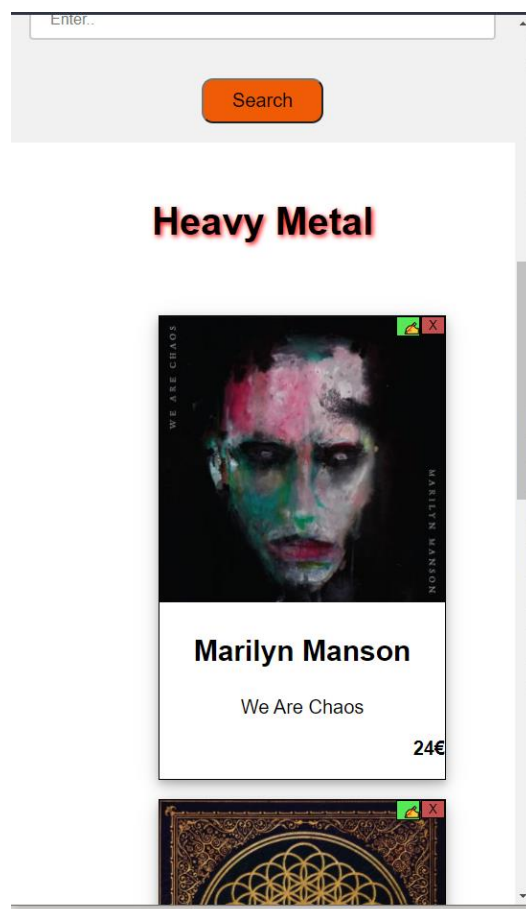 Enter..
Search
Heavy Metal
X
WE ARE CHAOS
MARILYN MANSON
Marilyn Manson
We Are Chaos
24€
X